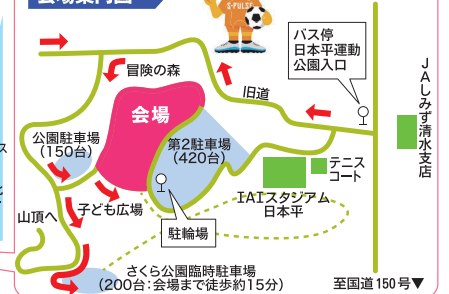 S-PULSE
バス停
日本平運動
公園入口
冒険の森
旧道
会場
公園駐車場
(150台)
第2駐車場
(420台)
テニス
コート
JAしみず清水支店
IAIスタジアム
日本平
子ども広場
山頂へ
駐輪場
さくら公園臨時駐車場
(200台:会場まで徒歩約15分)
至国道150号▼